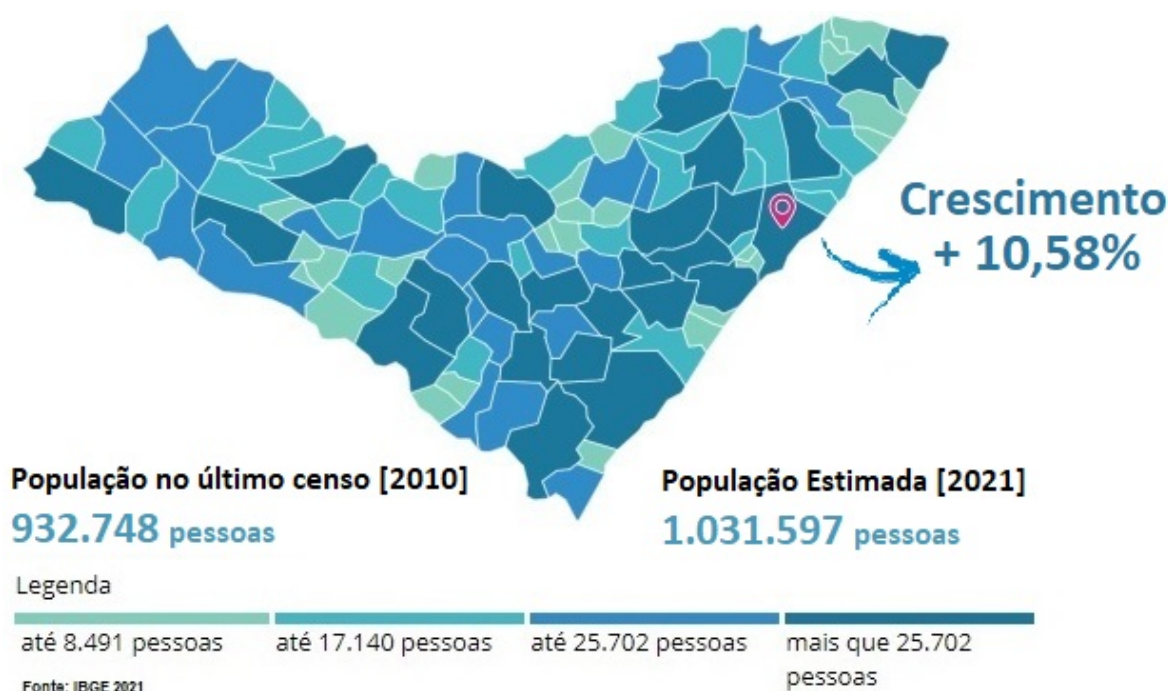 Crescimento
+ 10,58%
População no último censo [2010]
932.748 pessoas
População Estimada [2021]
1.031.597 pessoas
Legenda
até 8.491 pessoas
até 17.140 pessoas
até 25.702 pessoas
mais que 25.702
pessoas
Fonte: IBGE 2021